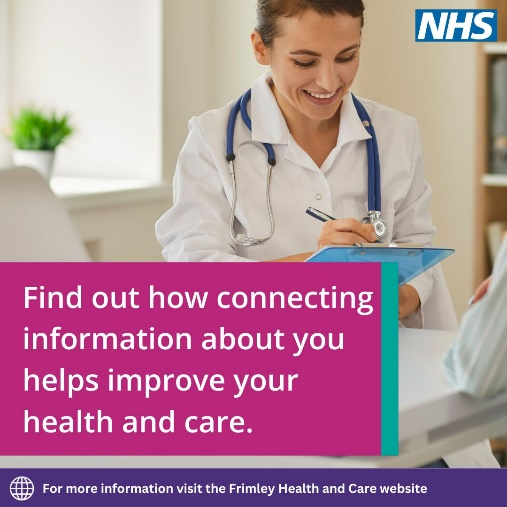 NHS
Find out how connecting
information about you
helps improve your
health and care.
For more information visit the Frimley Health and Care website